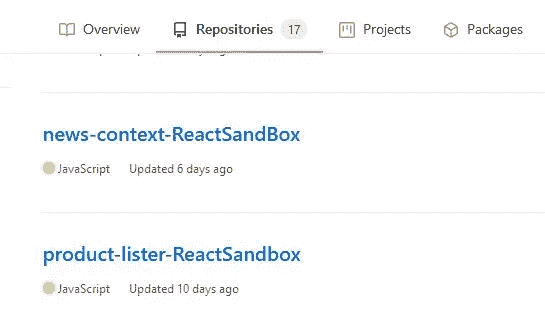 Overview Repositories 17 Projects Packages
news-context-ReactSandBox
JavaScript Updated 6 days ago
product-lister-ReactSandbox
JavaScript Updated 10 days ago